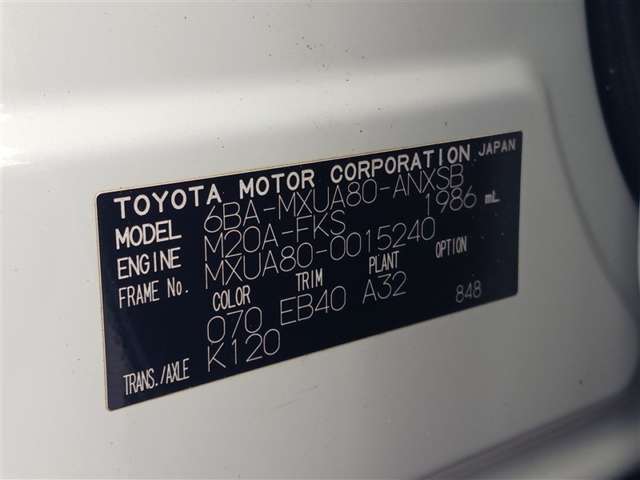 TOYOTA MOTOR CORPORATION JAPAN
MODEL 6BA-MXUA80-ANXSB
ENGINE M20A-FKS 1986 mL
FRAME No. MXUA80-0015240
COLOR TRIM PLANT OPTION
070 EB40 A32 848
TRANS./AXLE K120